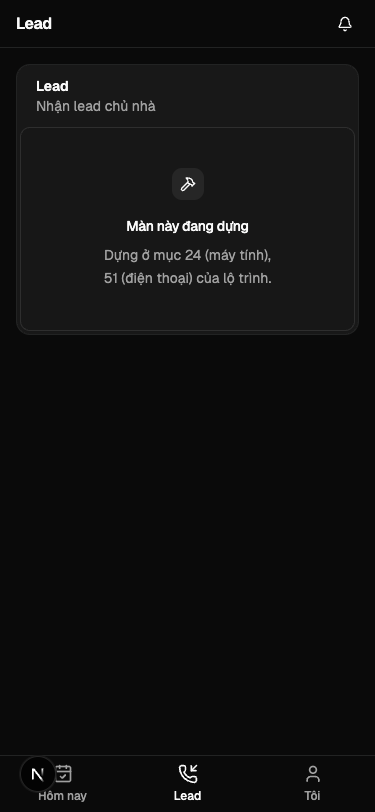 Lead
Lead
Nhận lead chủ nhà
Màn này đang dựng
Dựng ở mục 24 (máy tính),
51 (điện thoại) của lộ trình.
N
Hôm nay
Lead
Tôi